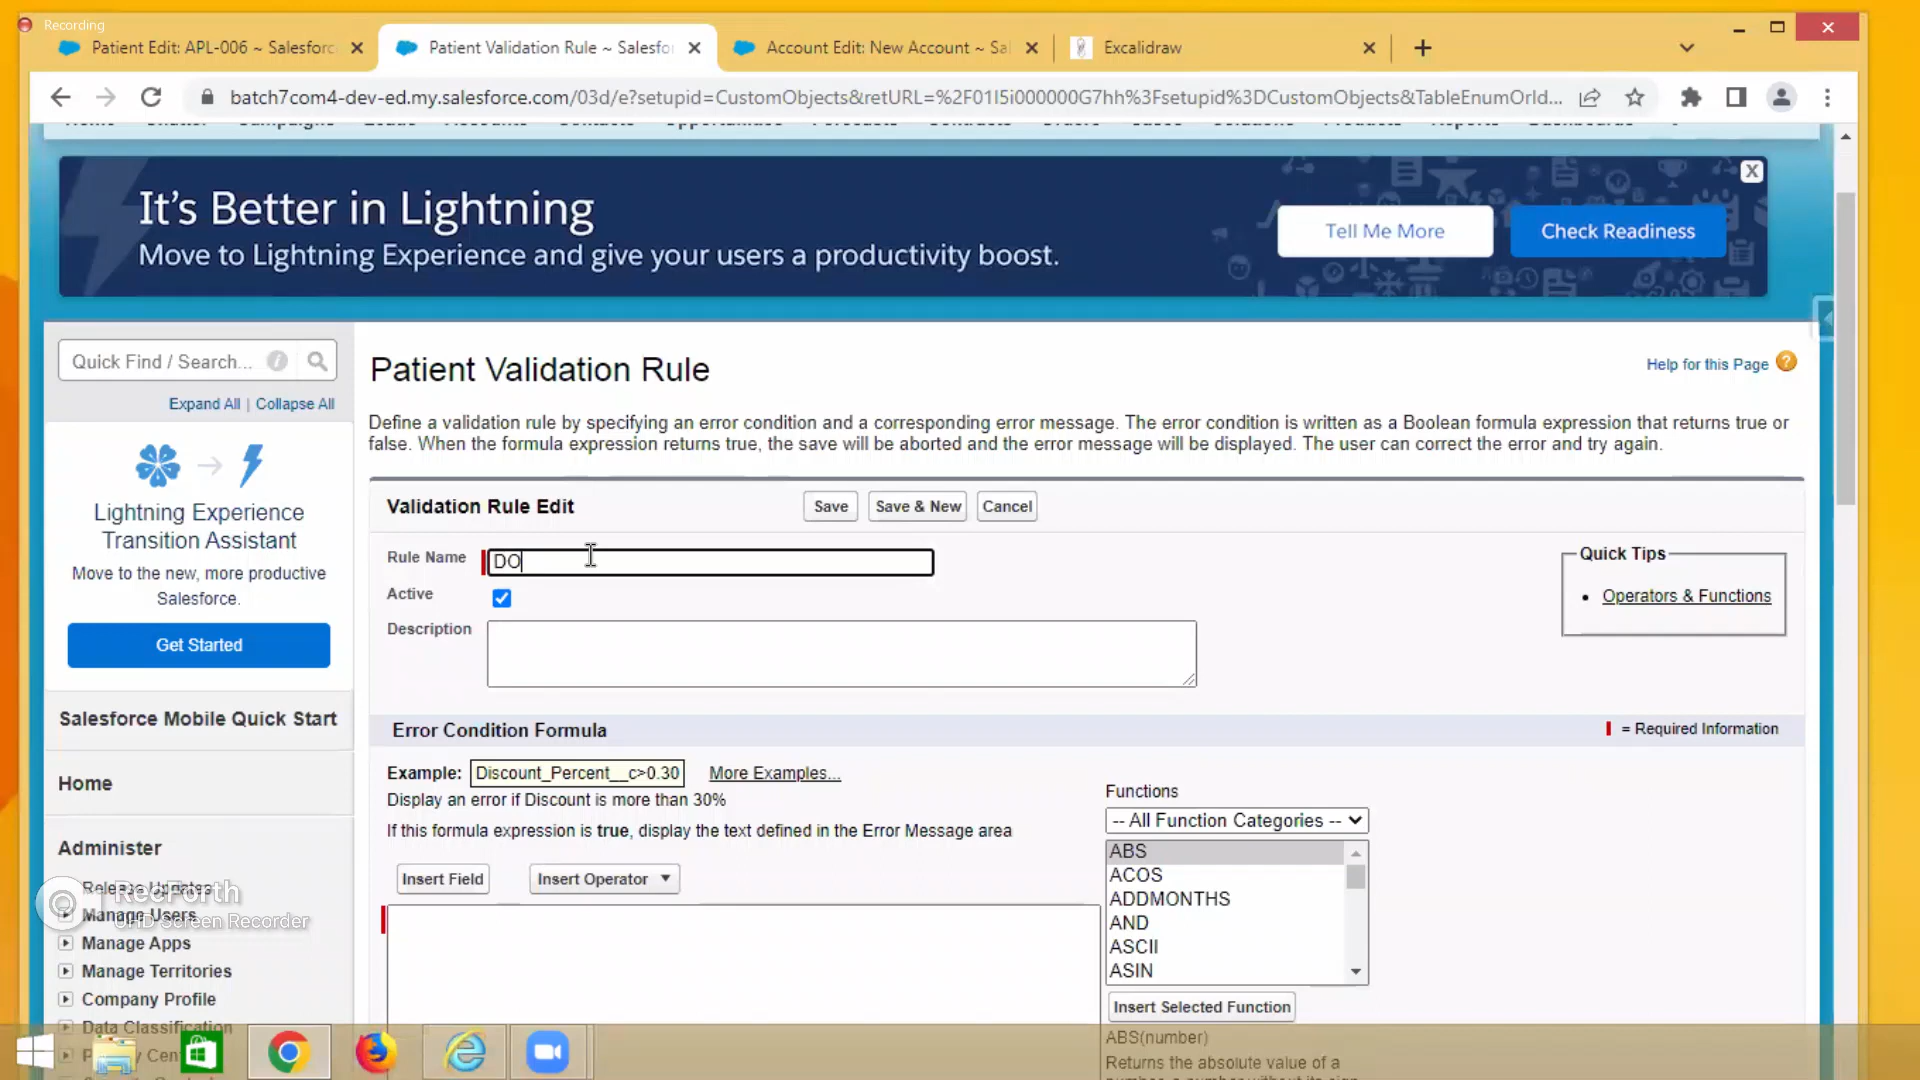 Recording
Patient Edit: APL-006 ~ Salesforc
Patient Validation Rule ~ Salesfo
Account Edit: New Account ~ Sal
Excalidraw
batch7com4-dev-ed.my.salesforce.com/03d/e?setupid=CustomObjects&retURL=%2F01I5i000000G7hh%3Fsetupid%3DCustomObjects&TableEnumOrId...
It's Better in Lightning
Move to Lightning Experience and give your users a productivity boost.
Tell Me More
Check Readiness
X
Quick Find / Search...
Expand All | Collapse All
Lightning Experience
Transition Assistant
Move to the new, more productive
Salesforce.
Get Started
Salesforce Mobile Quick Start
Home
Administer
Release Updates
Manage Users
Manage Apps
Manage Territories
Company Profile
Data Classification
RecForth
UHD Screen Recorder
Patient Validation Rule
Help for this Page
Define a validation rule by specifying an error condition and a corresponding error message. The error condition is written as a Boolean formula expression that returns true or
false. When the formula expression returns true, the save will be aborted and the error message will be displayed. The user can correct the error and try again.
Validation Rule Edit
Save
Save & New
Cancel
Rule Name
DO
Active
Description
Quick Tips
Operators & Functions
Error Condition Formula
= Required Information
Example: Discount_Percent__c>0.30 More Examples...
Display an error if Discount is more than 30%
If this formula expression is true, display the text defined in the Error Message area
Insert Field
Insert Operator
Functions
-- All Function Categories --
ABS
ACOS
ADDMONTHS
AND
ASCII
ASIN
Insert Selected Function
ABS(number)
Returns the absolute value of a